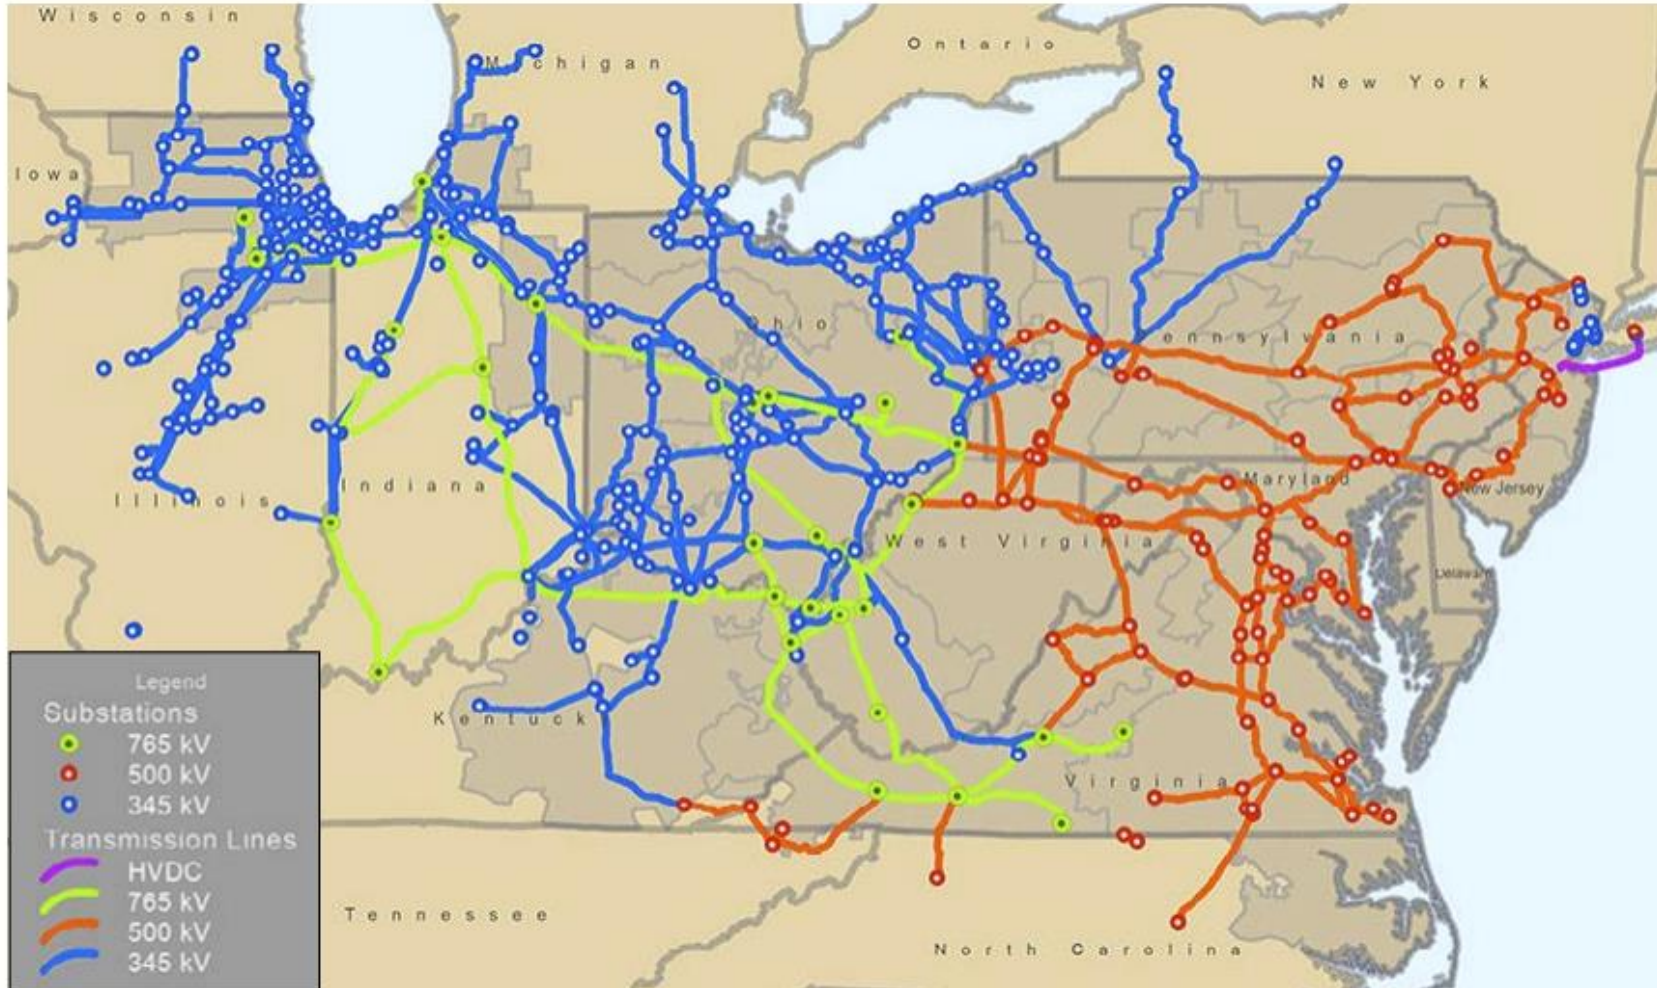 Wisconsin
Michigan
Ontario
New York
Iowa
Ohio
Pennsylvania
Illinois
Indiana
Maryland
New Jersey
West Virginia
Delaware
Kentuck
Virginia
Tennessee
North Carolina
Legend
Substations
765 kV
500 kV
345 kV
Transmission Lines
HVDC
765 kV
500 kV
345 kV